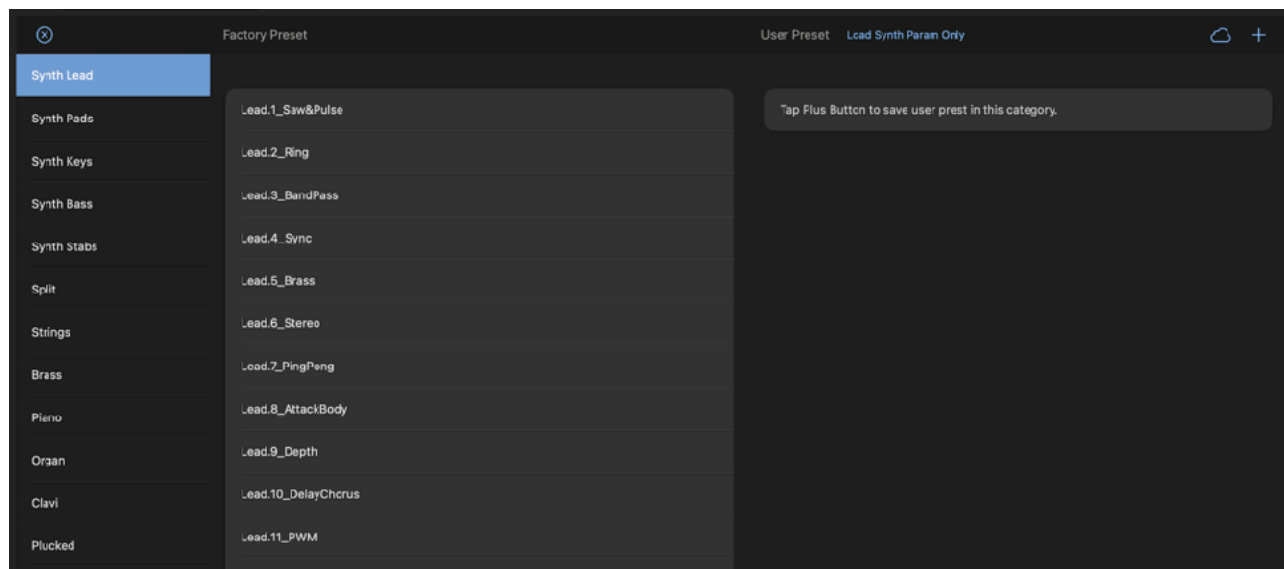 Factory Preset
User Preset Load Synth Param Only
Synth Lead
Synth Pads
Synth Keys
Synth Bass
Synth Stabs
Split
Strings
Brass
Piano
Organ
Clavi
Plucked
Lead.1_Saw&Pulse
Lead.2_Ring
Lead.3_BandPass
Lead.4_Sync
Lead.5_Brass
Lead.6_Stereo
Lead.7_PingPong
Lead.8_AttackBody
Lead.9_Depth
Lead.10_DelayChorus
Lead.11_PWM
Tap Plus Button to save user prest in this category.